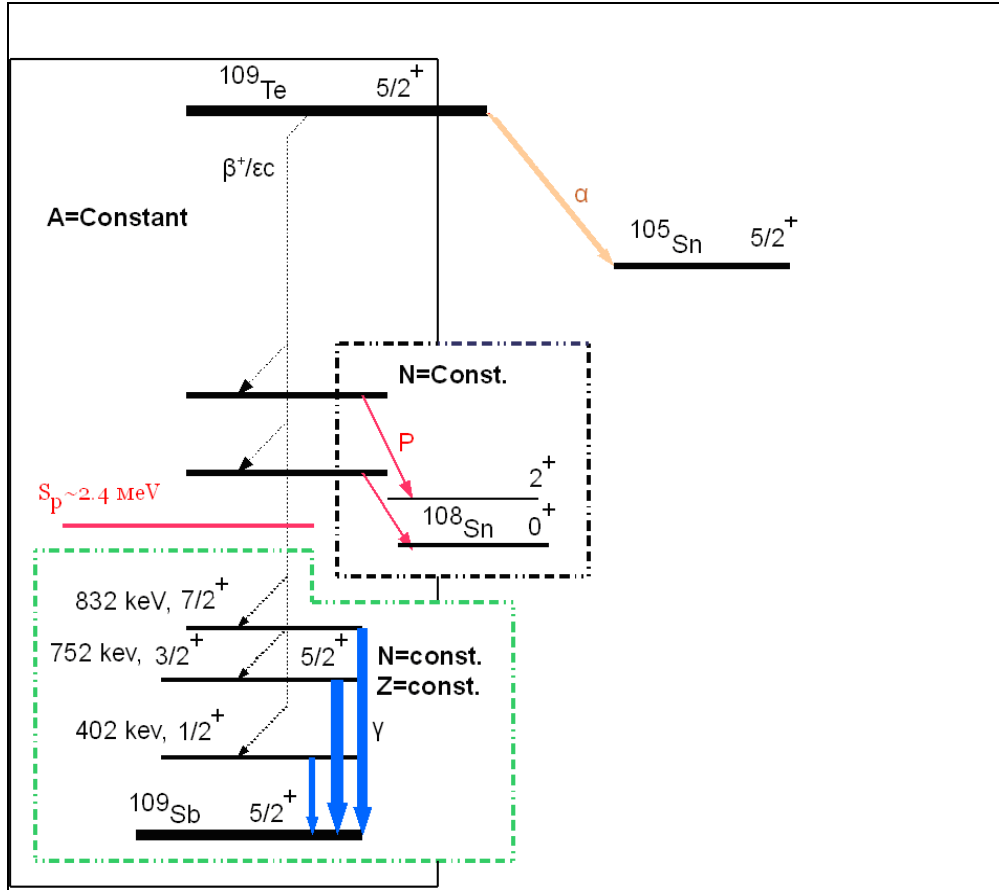 ¹⁰⁹Te 5/2⁺
β⁺/εc
A=Constant
α
¹⁰⁵Sn 5/2⁺
N=Const.
P
2⁺
Sₚ~2.4 MeV
¹⁰⁸Sn 0⁺
832 keV, 7/2⁺
752 kev, 3/2⁺ 5/2⁺
N=const.
Z=const.
402 kev, 1/2⁺
γ
¹⁰⁹Sb 5/2⁺